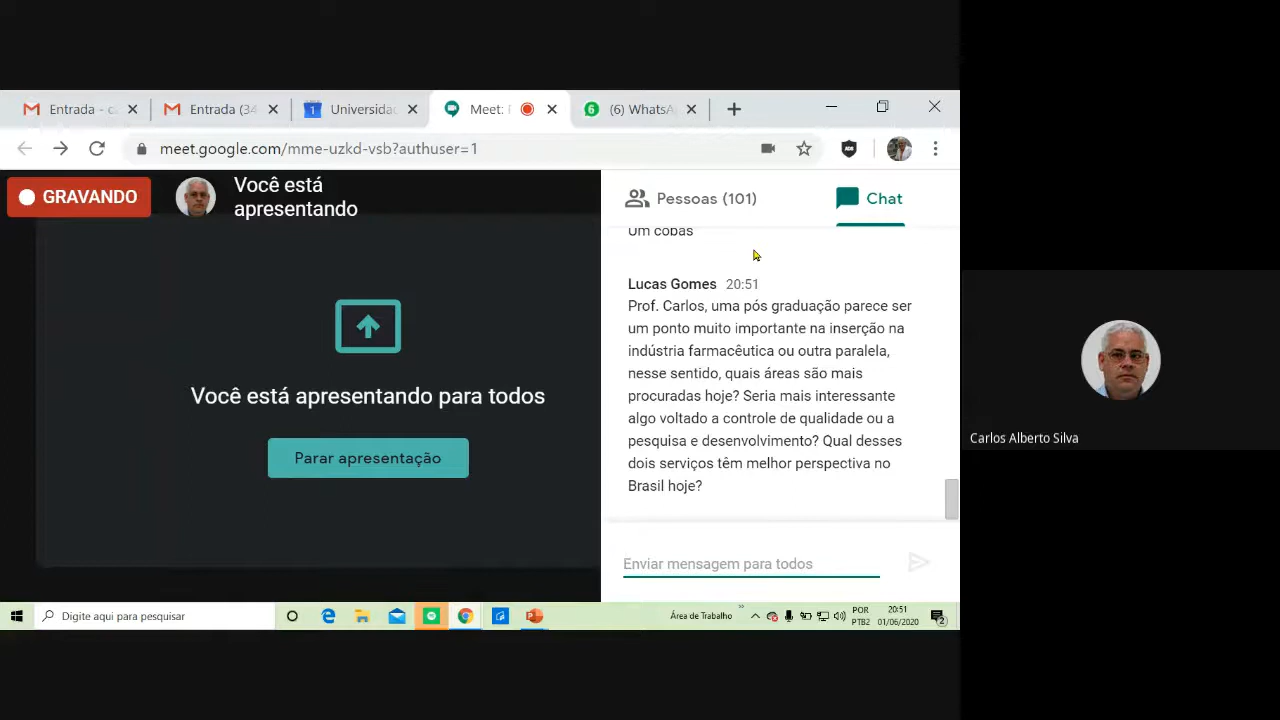 Entrada - c
Entrada (34
Universidad
Meet:
6
(6) WhatsA
meet.google.com/mme-uzkd-vsb?authuser=1
GRAVANDO
Você está
apresentando
Pessoas (101)
Chat
Um cobas
Lucas Gomes 20:51
Prof. Carlos, uma pós graduação parece ser
um ponto muito importante na inserção na
indústria farmacêutica ou outra paralela,
nesse sentido, quais áreas são mais
procuradas hoje? Seria mais interessante
algo voltado a controle de qualidade ou a
pesquisa e desenvolvimento? Qual desses
dois serviços têm melhor perspectiva no
Brasil hoje?
Você está apresentando para todos
Parar apresentação
Enviar mensagem para todos
Carlos Alberto Silva
Digite aqui para pesquisar
Área de Trabalho
POR
PTB2
20:51
01/06/2020
2